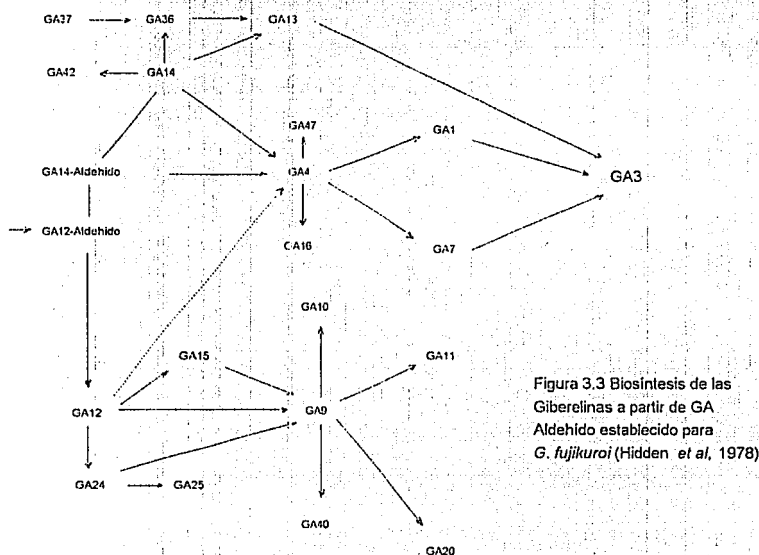 GA37 GA36 GA13
GA42 GA14
GA47 GA1
GA14-Aldehido GA4 GA3
GA12-Aldehido
GA16 GA7
GA10
GA15 GA11
GA12 GA9
GA24 GA25
GA40
GA20
Figura 3.3 Biosíntesis de las
Giberelinas a partir de GA
Aldehido establecido para
G. fujikuroi (Hidden et al, 1978)